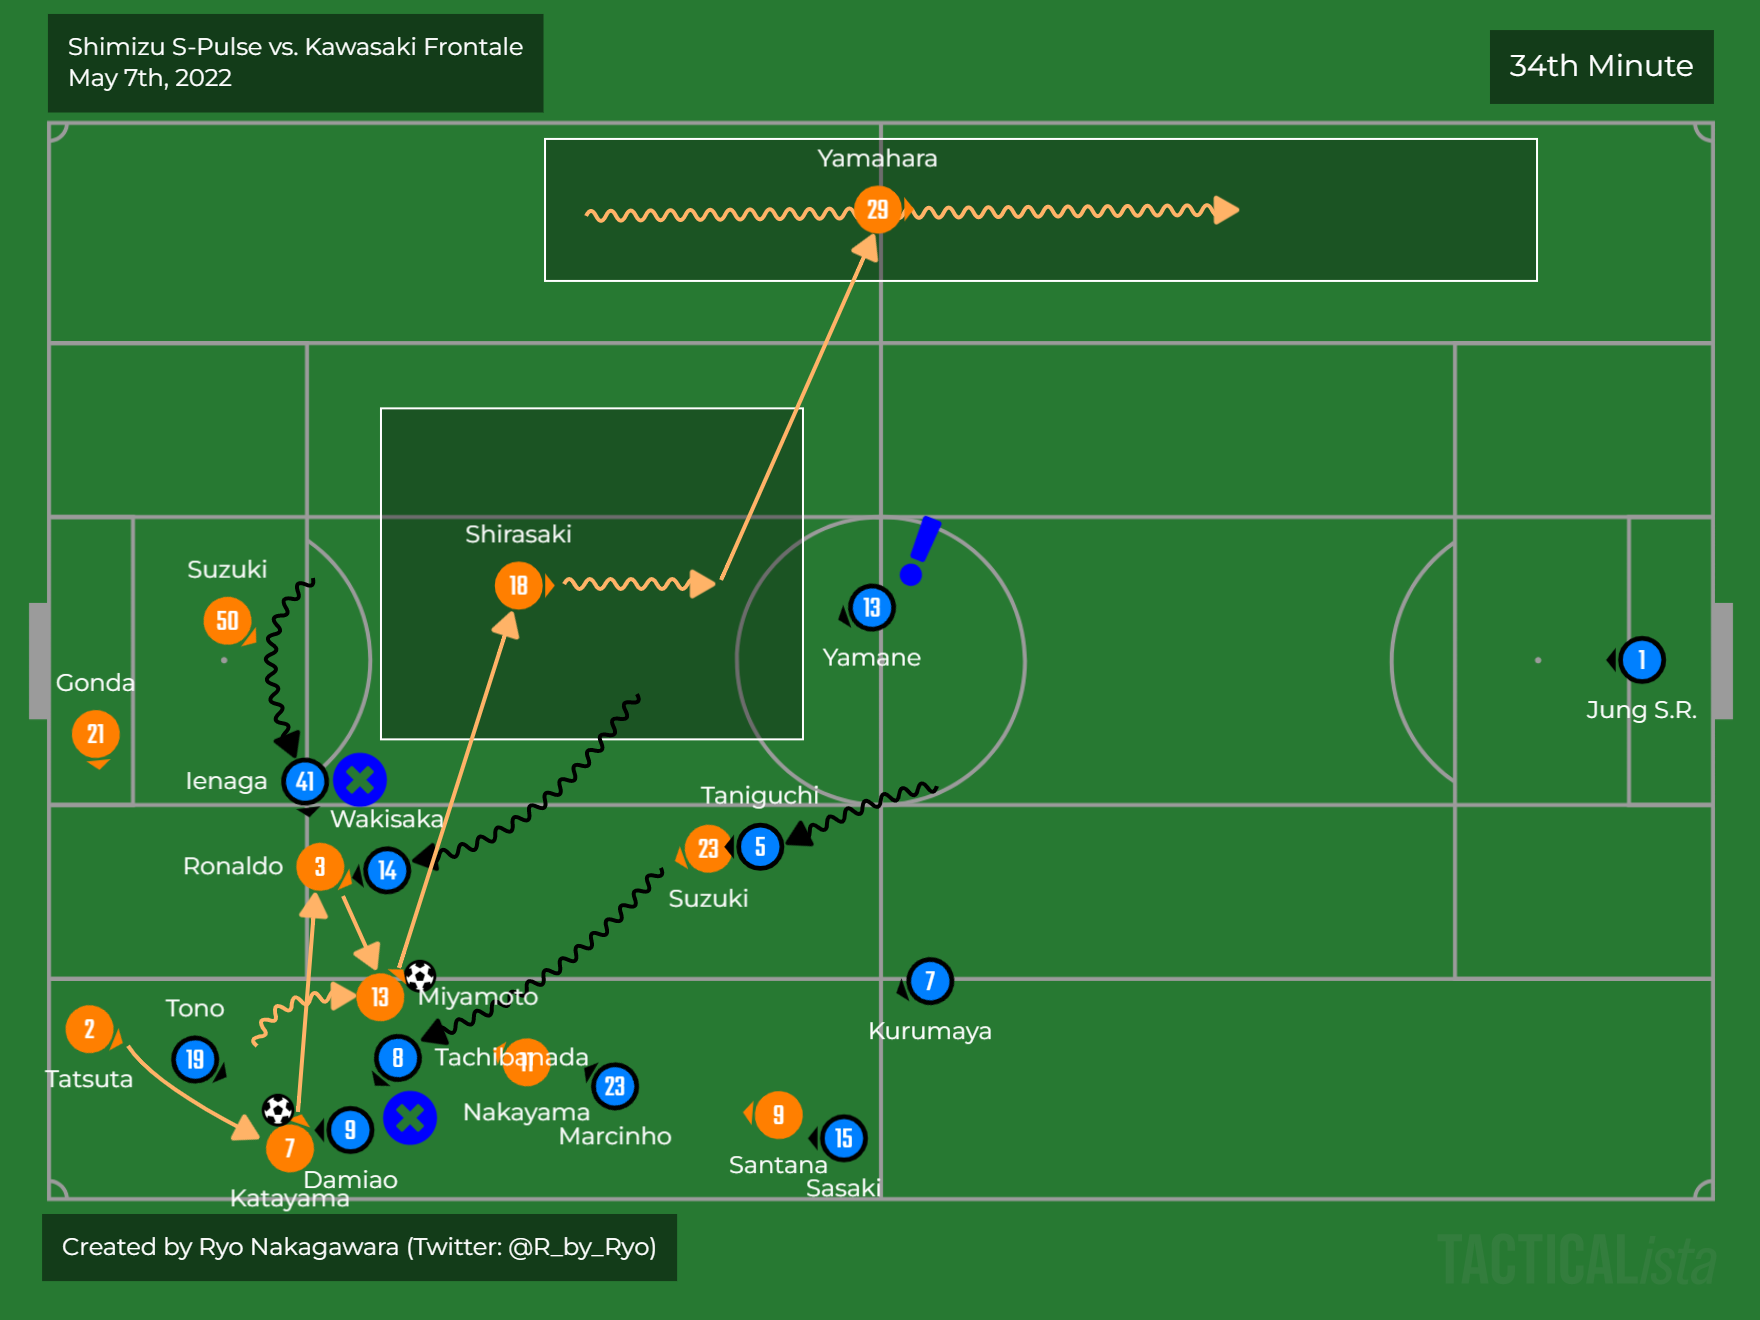 Shimizu S-Pulse vs. Kawasaki Frontale
May 7th, 2022
34th Minute
Yamahara
29
Shirasaki
18
Suzuki
50
13
Yamane
Gonda
21
1
Jung S.R.
Ienaga
41
Wakisaka
Ronaldo
3
14
Taniguchi
23
5
Suzuki
13
Miyamoto
7
Kurumaya
Tono
19
2
Tatsuta
8
Tachibanada
11
Nakayama
23
Marcinho
7
Katayama
9
Damiao
9
Santana
15
Sasaki
Created by Ryo Nakagawara (Twitter: @R_by_Ryo)
TACTICALista